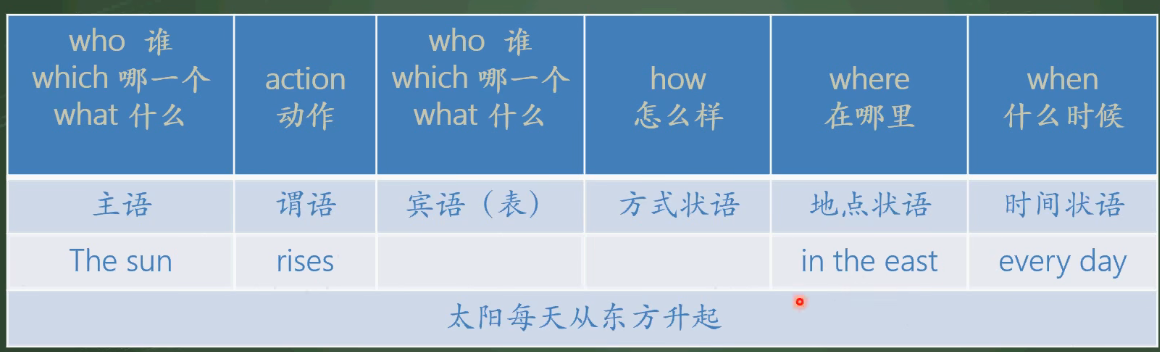 who 谁
which 哪一个
what 什么
action
动作
who 谁
which 哪一个
what 什么
how
怎么样
where
在哪里
when
什么时候
主语
谓语
宾语（表）
方式状语
地点状语
时间状语
The sun
rises
in the east
every day
太阳每天从东方升起